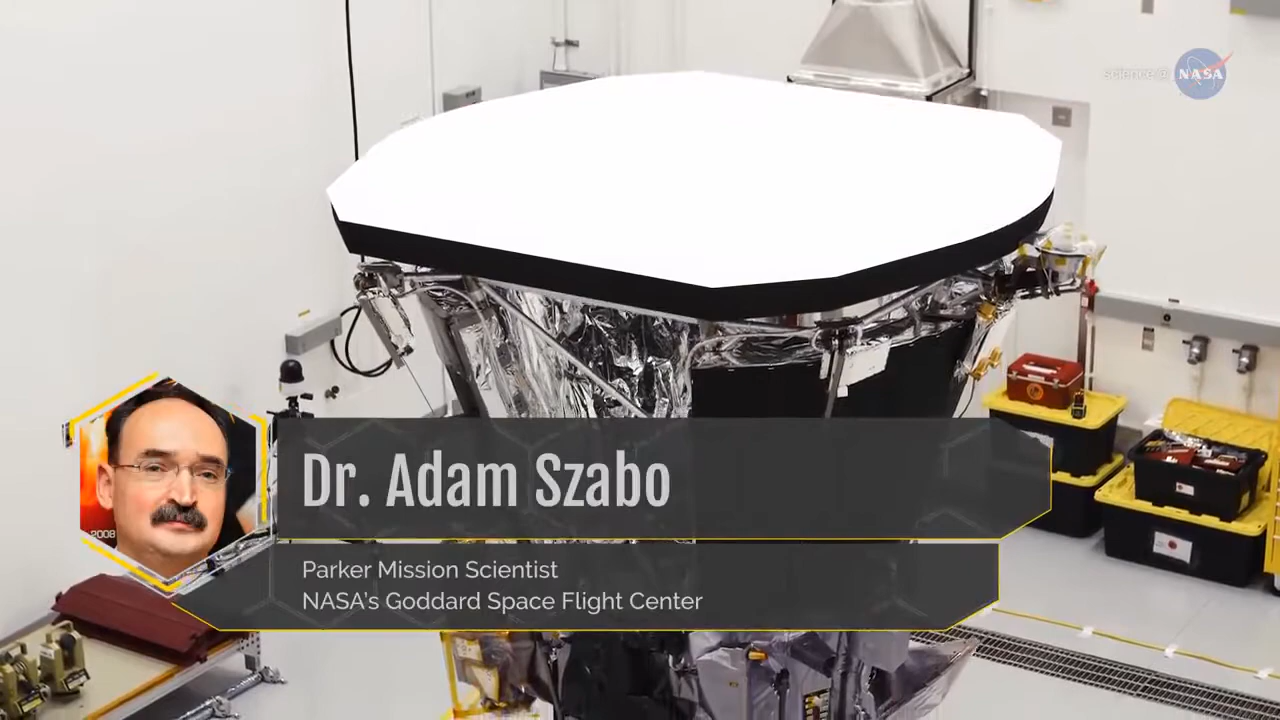 science@
NASA
Dr. Adam Szabo
Parker Mission Scientist
NASA's Goddard Space Flight Center
2008